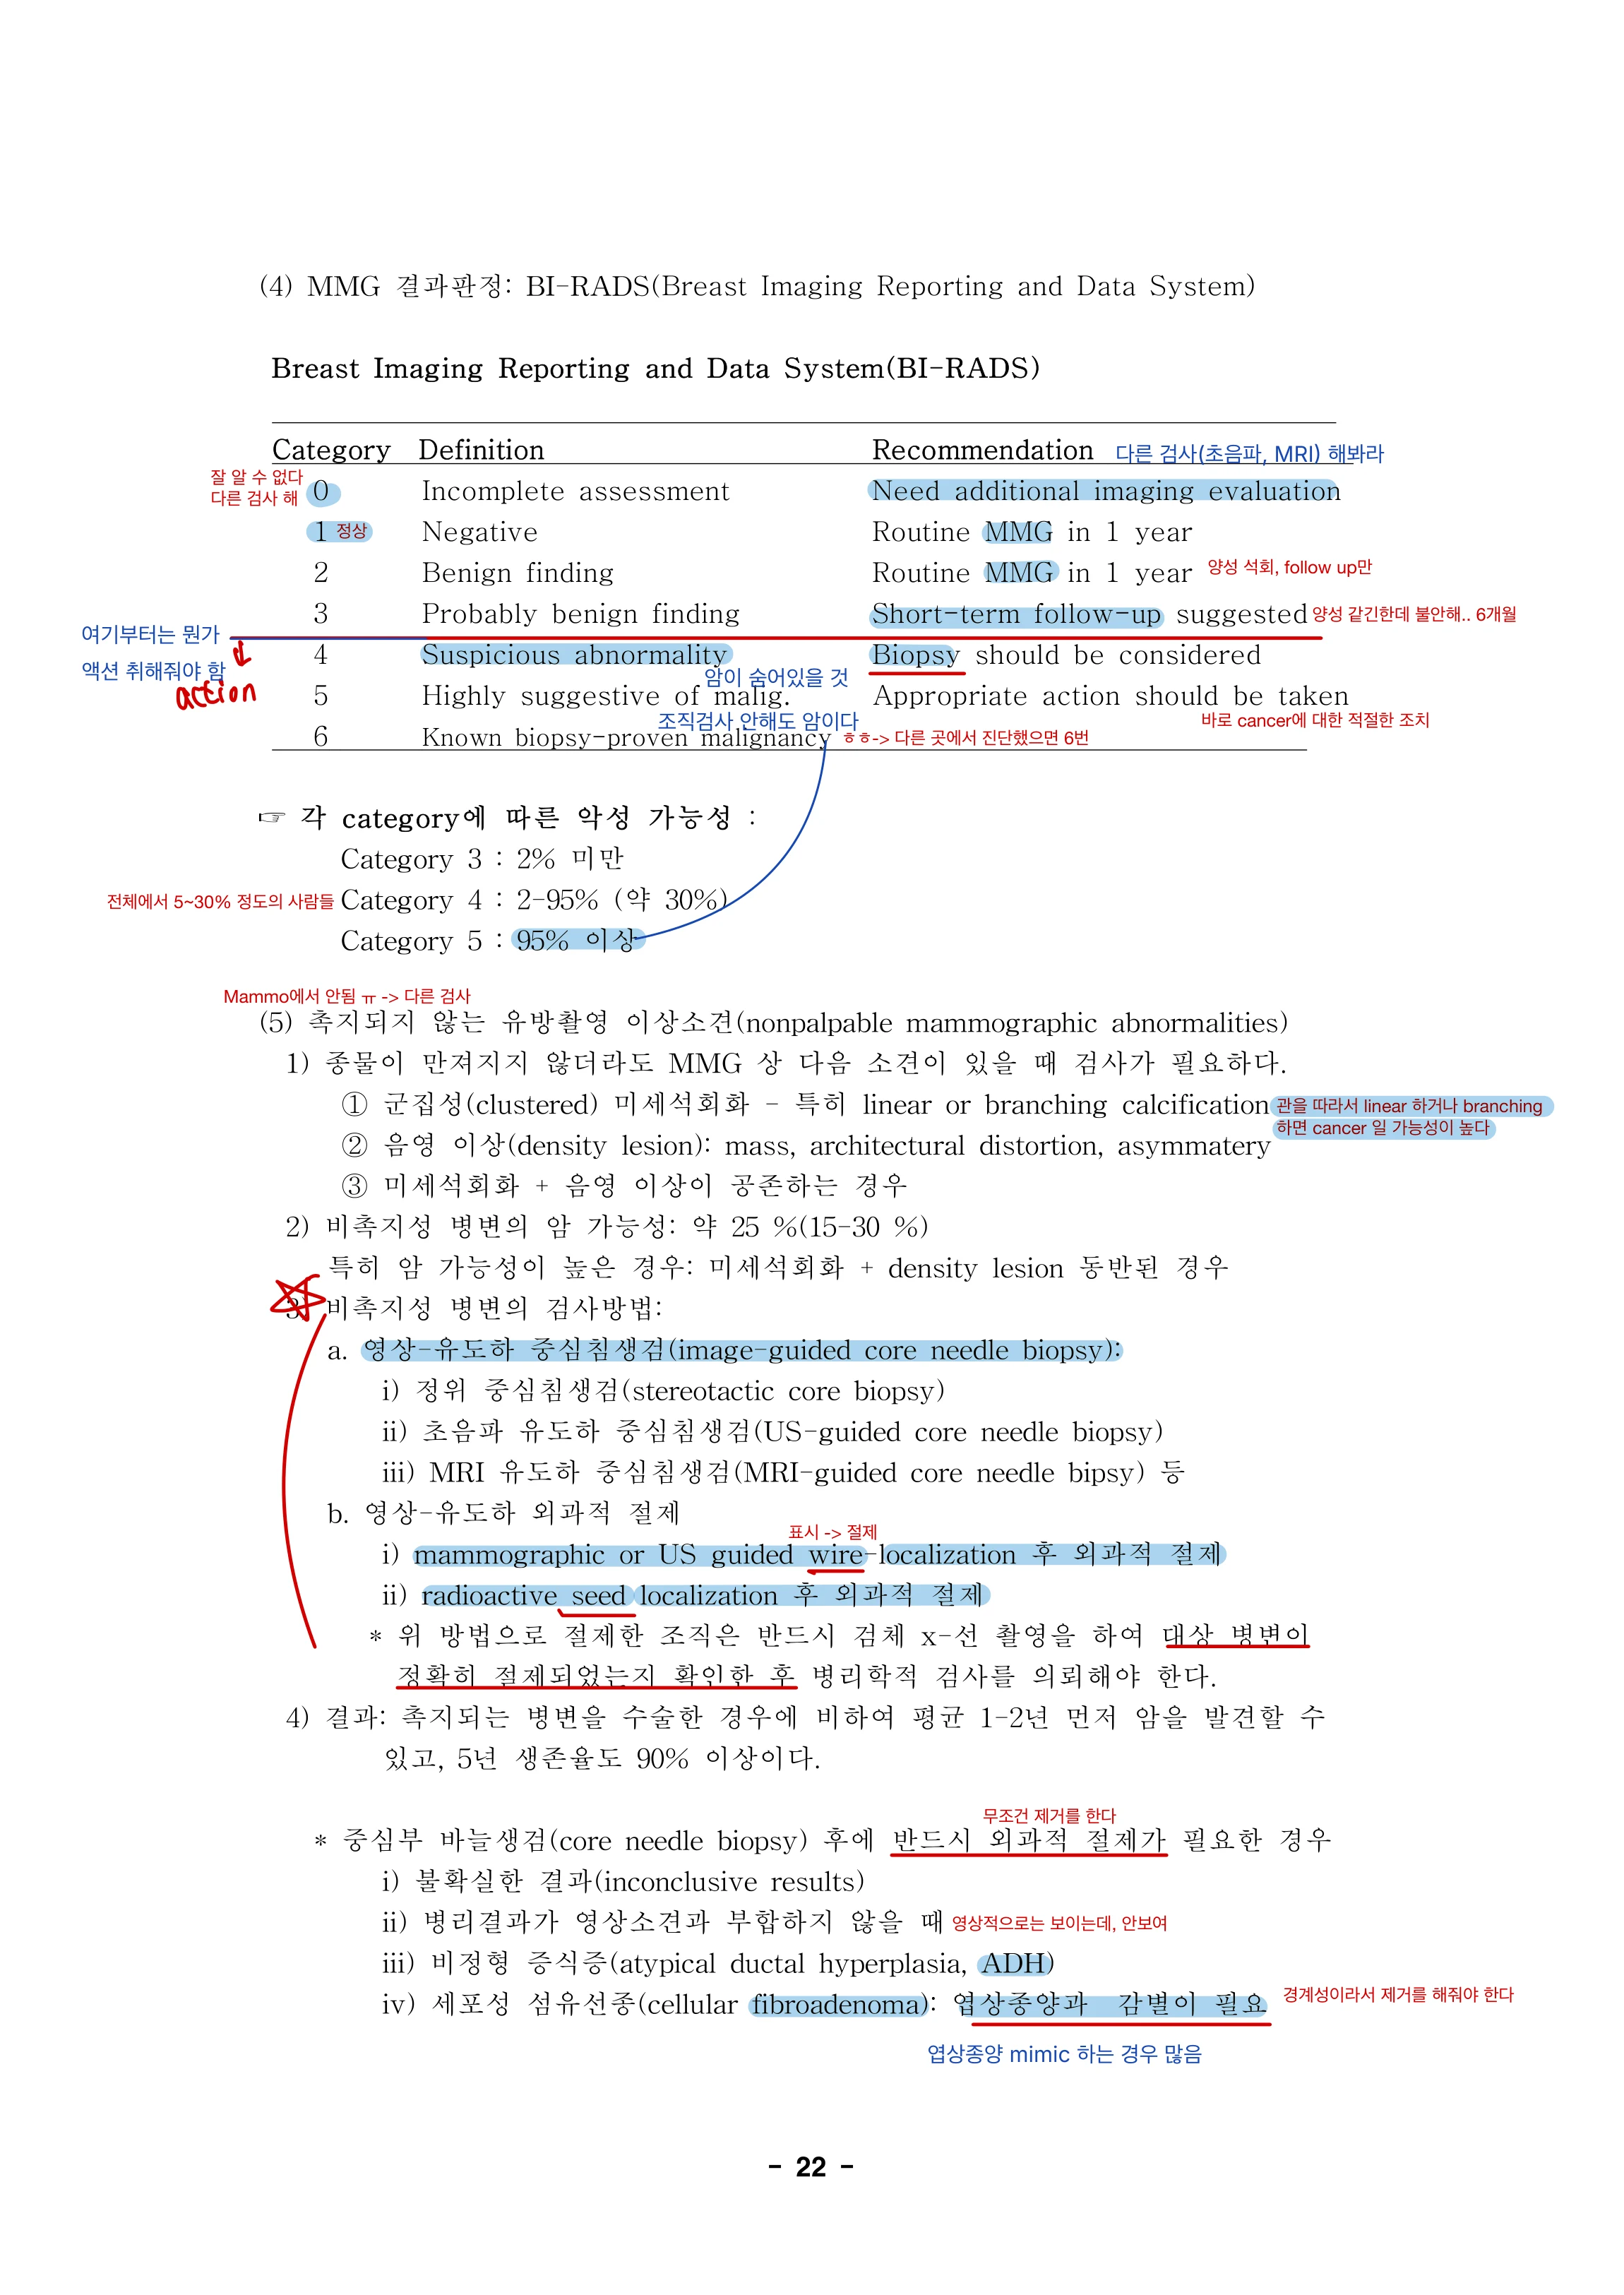 (4) MMG 결과판정: BI-RADS(Breast Imaging Reporting and Data System)
Breast Imaging Reporting and Data System(BI-RADS)
Category Definition Recommendation 다른 검사(초음파, MRI) 해봐라
잘 알 수 없다
다른 검사 해 0 Incomplete assessment Need additional imaging evaluation
1 정상 Negative Routine MMG in 1 year
2 Benign finding Routine MMG in 1 year 양성 석회, follow up만
3 Probably benign finding Short-term follow-up suggested 양성 같긴한데 불안해.. 6개월
여기부터는 뭔가
액션 취해줘야 함
4 Suspicious abnormality Biopsy should be considered
암이 숨어있을 것
action 5 Highly suggestive of malig. Appropriate action should be taken
조직검사 안해도 암이다 바로 cancer에 대한 적절한 조치
6 Known biopsy-proven malignancy ㅎㅎ-> 다른 곳에서 진단했으면 6번
☞ 각 category에 따른 악성 가능성 :
Category 3 : 2% 미만
전체에서 5~30% 정도의 사람들 Category 4 : 2-95% (약 30%)
Category 5 : 95% 이상
Mammo에서 안됨 ㅠ -> 다른 검사
(5) 촉지되지 않는 유방촬영 이상소견(nonpalpable mammographic abnormalities)
1) 종물이 만져지지 않더라도 MMG 상 다음 소견이 있을 때 검사가 필요하다.
① 군집성(clustered) 미세석회화 - 특히 linear or branching calcification 관을 따라서 linear 하거나 branching
하면 cancer 일 가능성이 높다
② 음영 이상(density lesion): mass, architectural distortion, asymmatery
③ 미세석회화 + 음영 이상이 공존하는 경우
2) 비촉지성 병변의 암 가능성: 약 25 %(15-30 %)
특히 암 가능성이 높은 경우: 미세석회화 + density lesion 동반된 경우
3) 비촉지성 병변의 검사방법:
a. 영상-유도하 중심침생검(image-guided core needle biopsy):
i) 정위 중심침생검(stereotactic core biopsy)
ii) 초음파 유도하 중심침생검(US-guided core needle biopsy)
iii) MRI 유도하 중심침생검(MRI-guided core needle bipsy) 등
b. 영상-유도하 외과적 절제
표시 -> 절제
i) mammographic or US guided wire-localization 후 외과적 절제
ii) radioactive seed localization 후 외과적 절제
* 위 방법으로 절제한 조직은 반드시 검체 x-선 촬영을 하여 대상 병변이
정확히 절제되었는지 확인한 후 병리학적 검사를 의뢰해야 한다.
4) 결과: 촉지되는 병변을 수술한 경우에 비하여 평균 1-2년 먼저 암을 발견할 수
있고, 5년 생존율도 90% 이상이다.
무조건 제거를 한다
* 중심부 바늘생검(core needle biopsy) 후에 반드시 외과적 절제가 필요한 경우
i) 불확실한 결과(inconclusive results)
ii) 병리결과가 영상소견과 부합하지 않을 때 영상적으로는 보이는데, 안보여
iii) 비정형 증식증(atypical ductal hyperplasia, ADH)
iv) 세포성 섬유선종(cellular fibroadenoma): 엽상종양과 감별이 필요 경계성이라서 제거를 해줘야 한다
엽상종양 mimic 하는 경우 많음
- 22 -